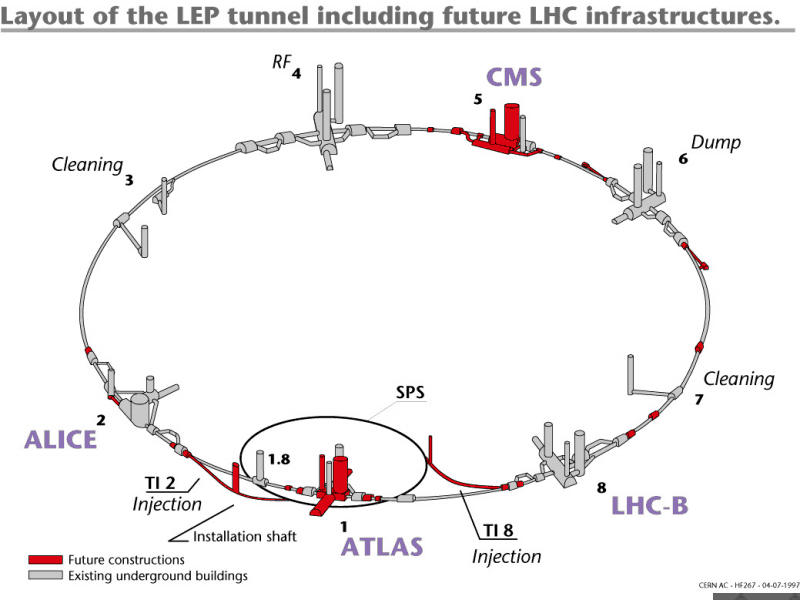 Layout of the LEP tunnel including future LHC infrastructures.
RF
4
CMS
5
Dump
6
Cleaning
3
Cleaning
7
SPS
2
ALICE
1.8
TI 2
Injection
8
LHC-B
Installation shaft
1
ATLAS
TI 8
Injection
Future constructions
Existing underground buildings
CERN AC - HF267 - 04-07-1997